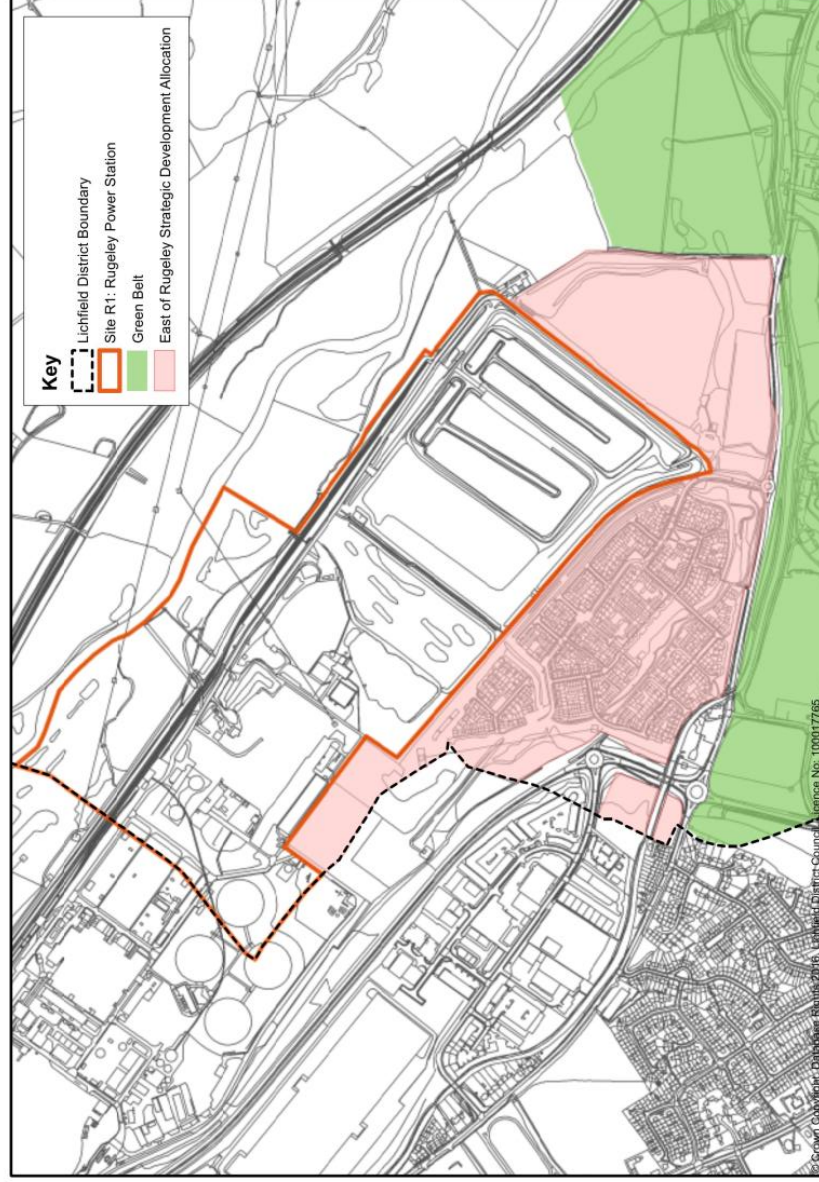 Key
Lichfield District Boundary
Site R1: Rugeley Power Station
Green Belt
East of Rugeley Strategic Development Allocation
© Crown Copyright: Database Rights 2016. Lichfield District Council. Licence No: 100017765